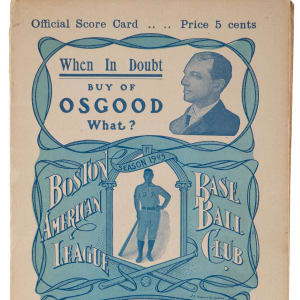 Official Score Card .. .. Price 5 cents
When In Doubt
BUY OF
OSGOOD
What?
SEASON 1903
BOSTON
AMERICAN
LEAGUE
BASE
BALL
CLUB